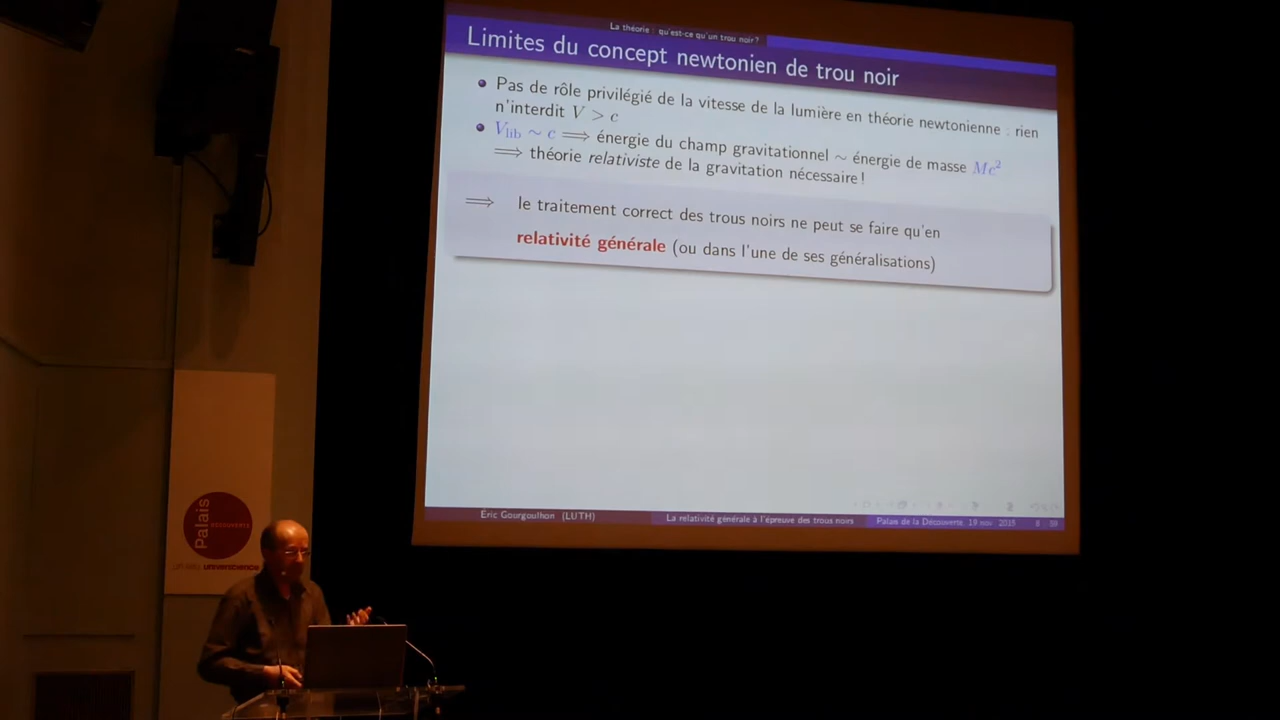 La théorie : qu'est-ce qu'un trou noir ?
Limites du concept newtonien de trou noir
Pas de rôle privilégié de la vitesse de la lumière en théorie newtonienne : rien
n'interdit V > c
V_lib ∼ c ⟹ énergie du champ gravitationnel ∼ énergie de masse Mc²
⟹ théorie relativiste de la gravitation nécessaire !
⟹ le traitement correct des trous noirs ne peut se faire qu'en
relativité générale (ou dans l'une de ses généralisations)
Éric Gourgoulhon (LUTH) La relativité générale à l'épreuve des trous noirs Palais de la Découverte, 19 nov. 2015 8 / 59
Palais
DÉCOUVERTE
universcience